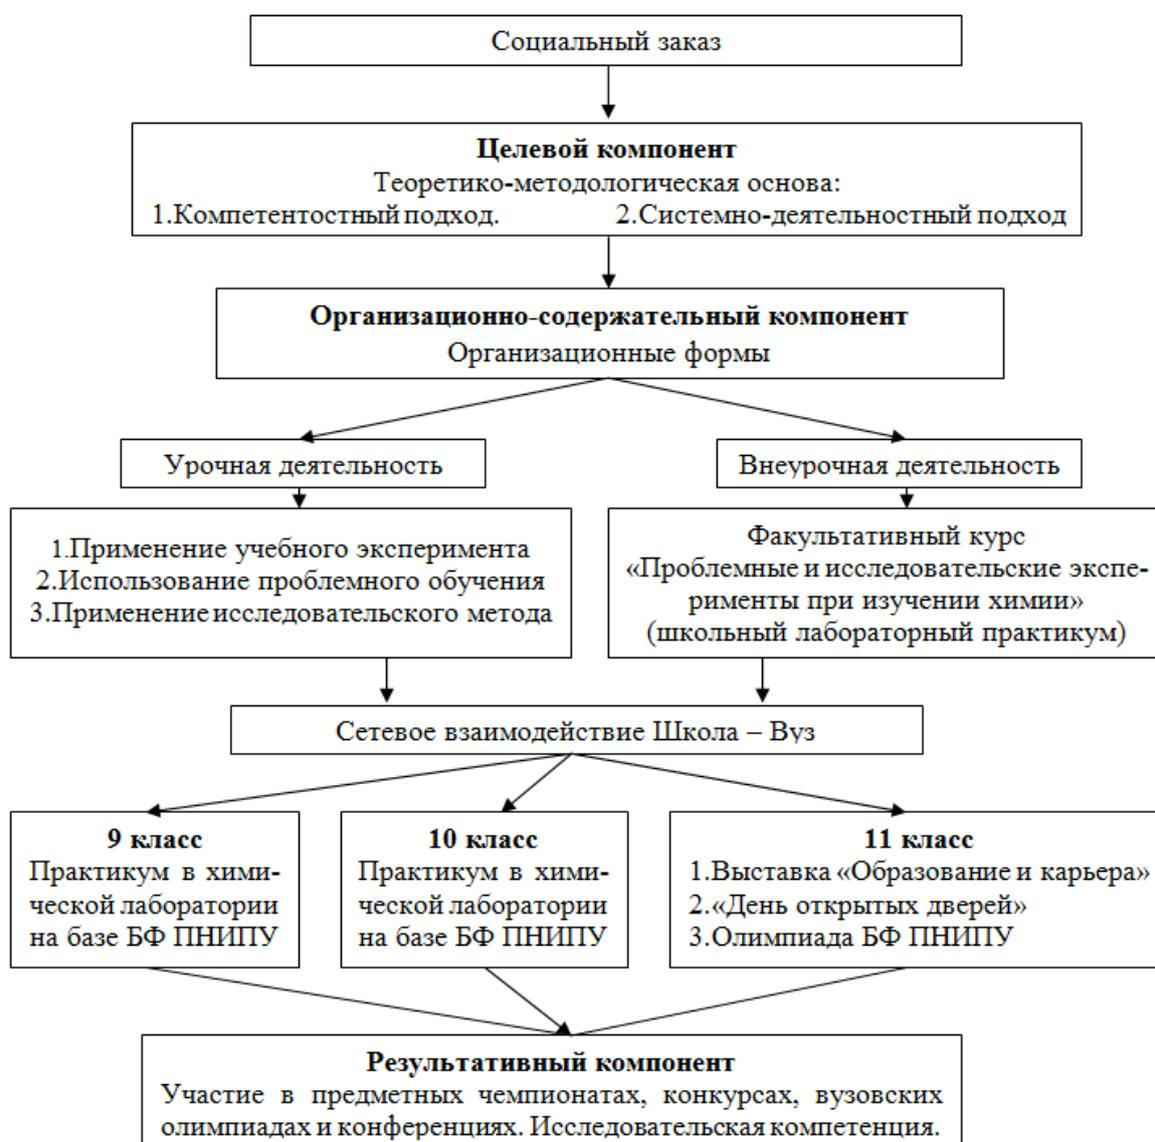 Социальный заказ
Целевой компонент
Теоретико-методологическая основа:
1.Компетентостный подход. 2.Системно-деятельностный подход
Организационно-содержательный компонент
Организационные формы
Урочная деятельность
Внеурочная деятельность
1.Применение учебного эксперимента
2.Использование проблемного обучения
3.Применение исследовательского метода
Факультативный курс
«Проблемные и исследовательские экспе-
рименты при изучении химии»
(школьный лабораторный практикум)
Сетевое взаимодействие Школа – Вуз
9 класс
Практикум в хими-
ческой лаборатории
на базе БФ ПНИПУ
10 класс
Практикум в хими-
ческой лаборатории
на базе БФ ПНИПУ
11 класс
1.Выставка «Образование и карьера»
2.«День открытых дверей»
3.Олимпиада БФ ПНИПУ
Результативный компонент
Участие в предметных чемпионатах, конкурсах, вузовских
олимпиадах и конференциях. Исследовательская компетенция.